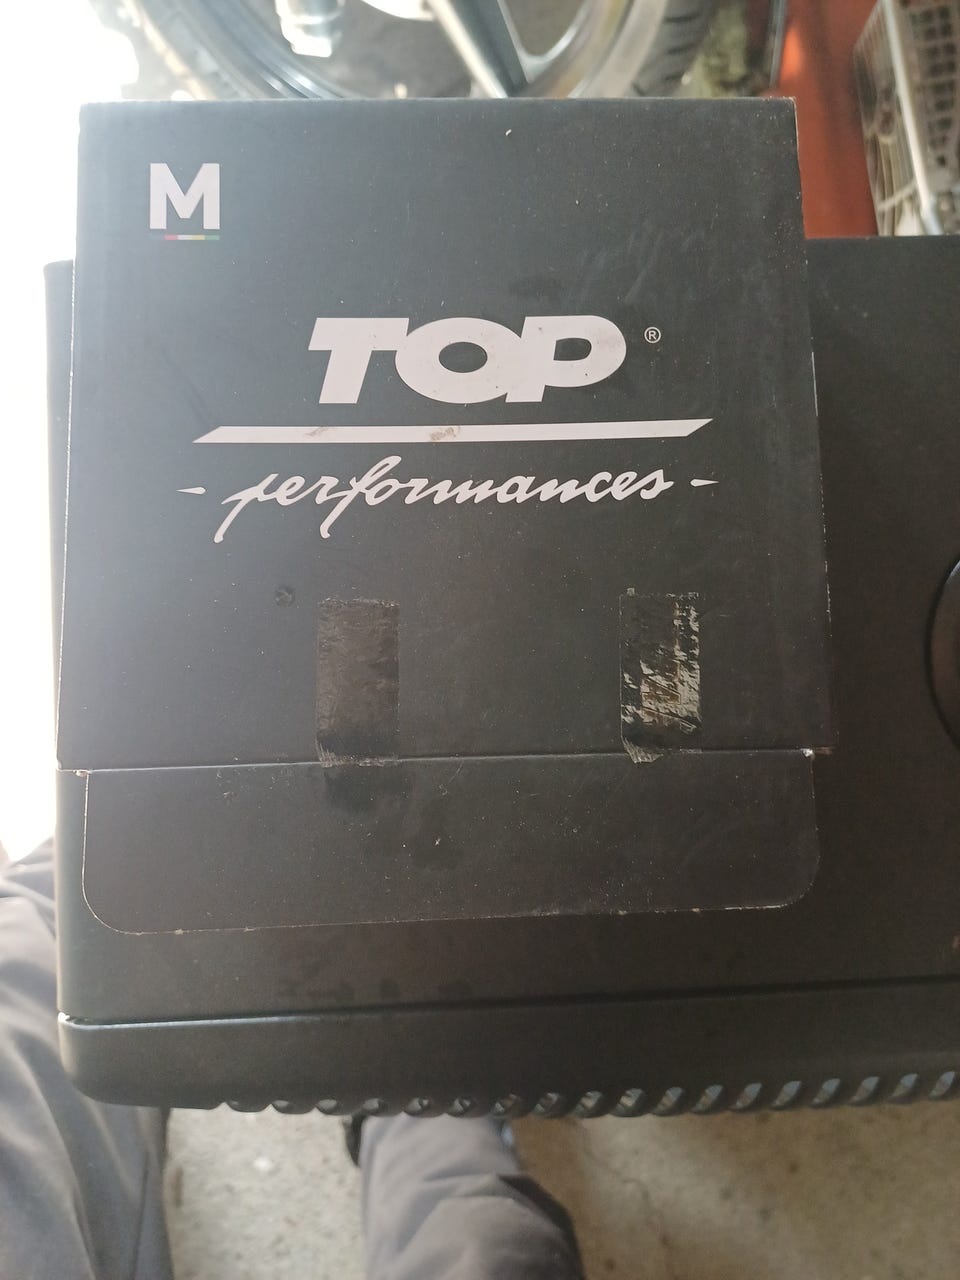 M
TOP ®
- performances -